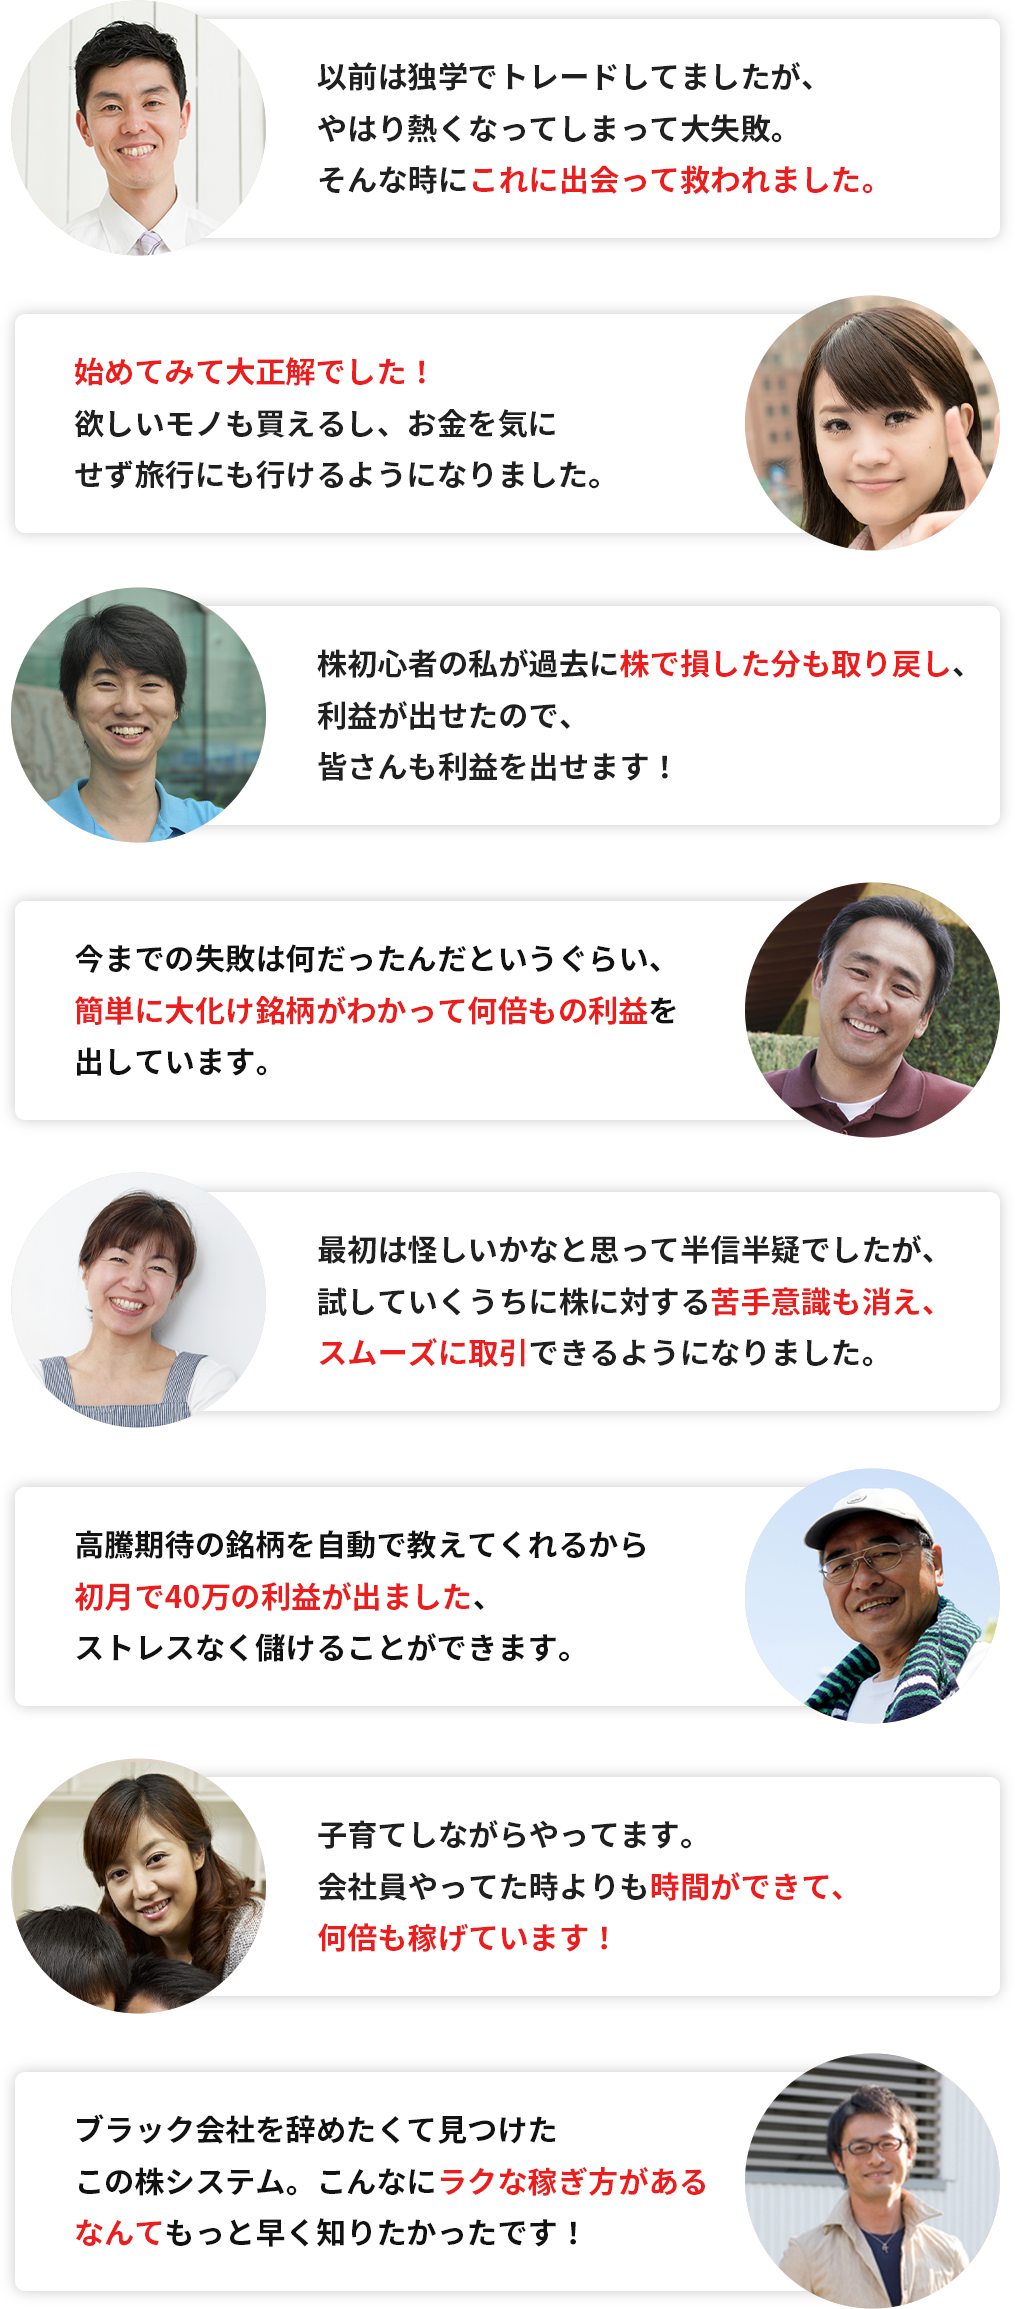 以前は独学でトレードしてましたが、
やはり熱くなってしまって大失敗。
そんな時にこれに出会って救われました。
始めてみて大正解でした！
欲しいモノも買えるし、お金を気に
せず旅行にも行けるようになりました。
株初心者の私が過去に株で損した分も取り戻し、
利益が出せたので、
皆さんも利益を出せます！
今までの失敗は何だったんだというぐらい、
簡単に大化け銘柄がわかって何倍もの利益を
出しています。
最初は怪しいかなと思って半信半疑でしたが、
試していくうちに株に対する苦手意識も消え、
スムーズに取引できるようになりました。
高騰期待の銘柄を自動で教えてくれるから
初月で40万の利益が出ました、
ストレスなく儲けることができます。
子育てしながらやってます。
会社員やってた時よりも時間ができて、
何倍も稼げています！
ブラック会社を辞めたくて見つけた
この株システム。こんなにラクな稼ぎ方がある
なんてもっと早く知りたかったです！